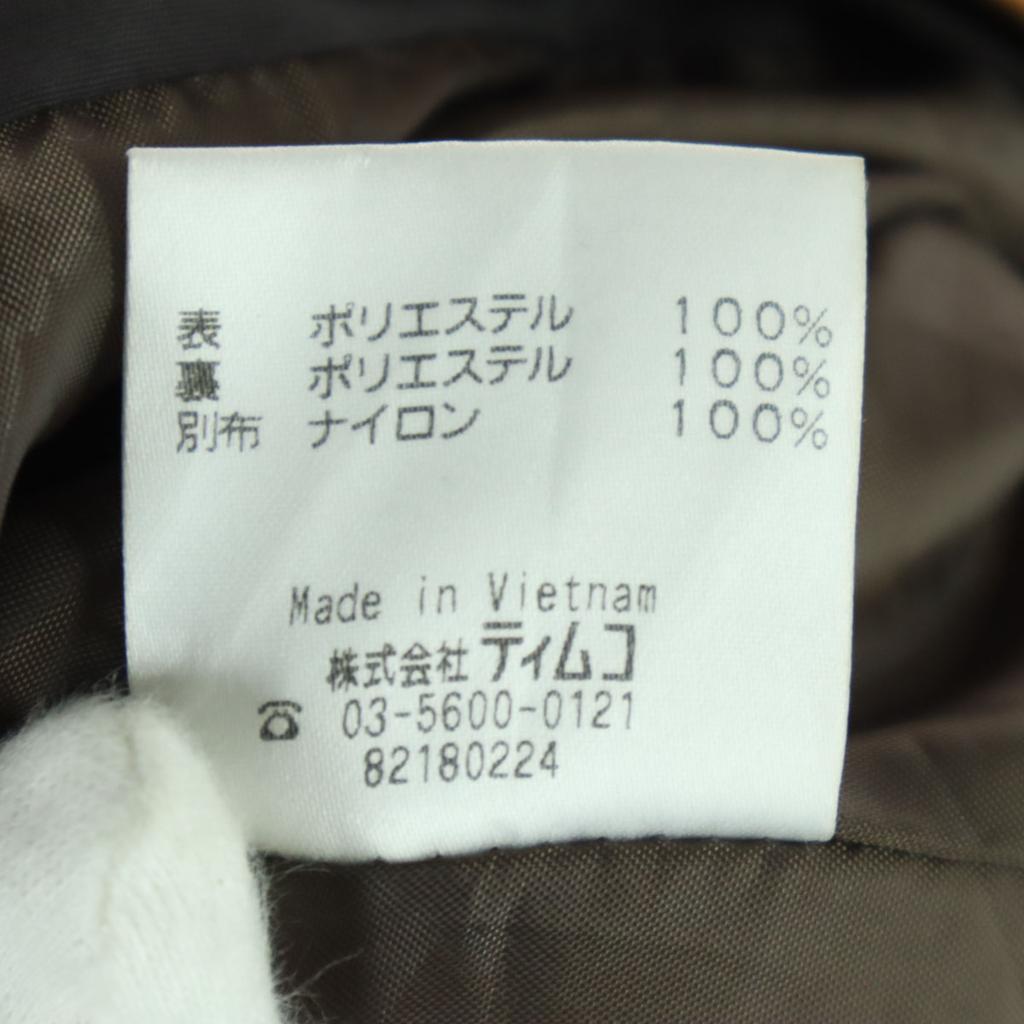 表 ポリエステル 100%
裏 ポリエステル 100%
別布 ナイロン 100%
Made in Vietnam
株式会社 ティムコ
☎ 03-5600-0121
82180224